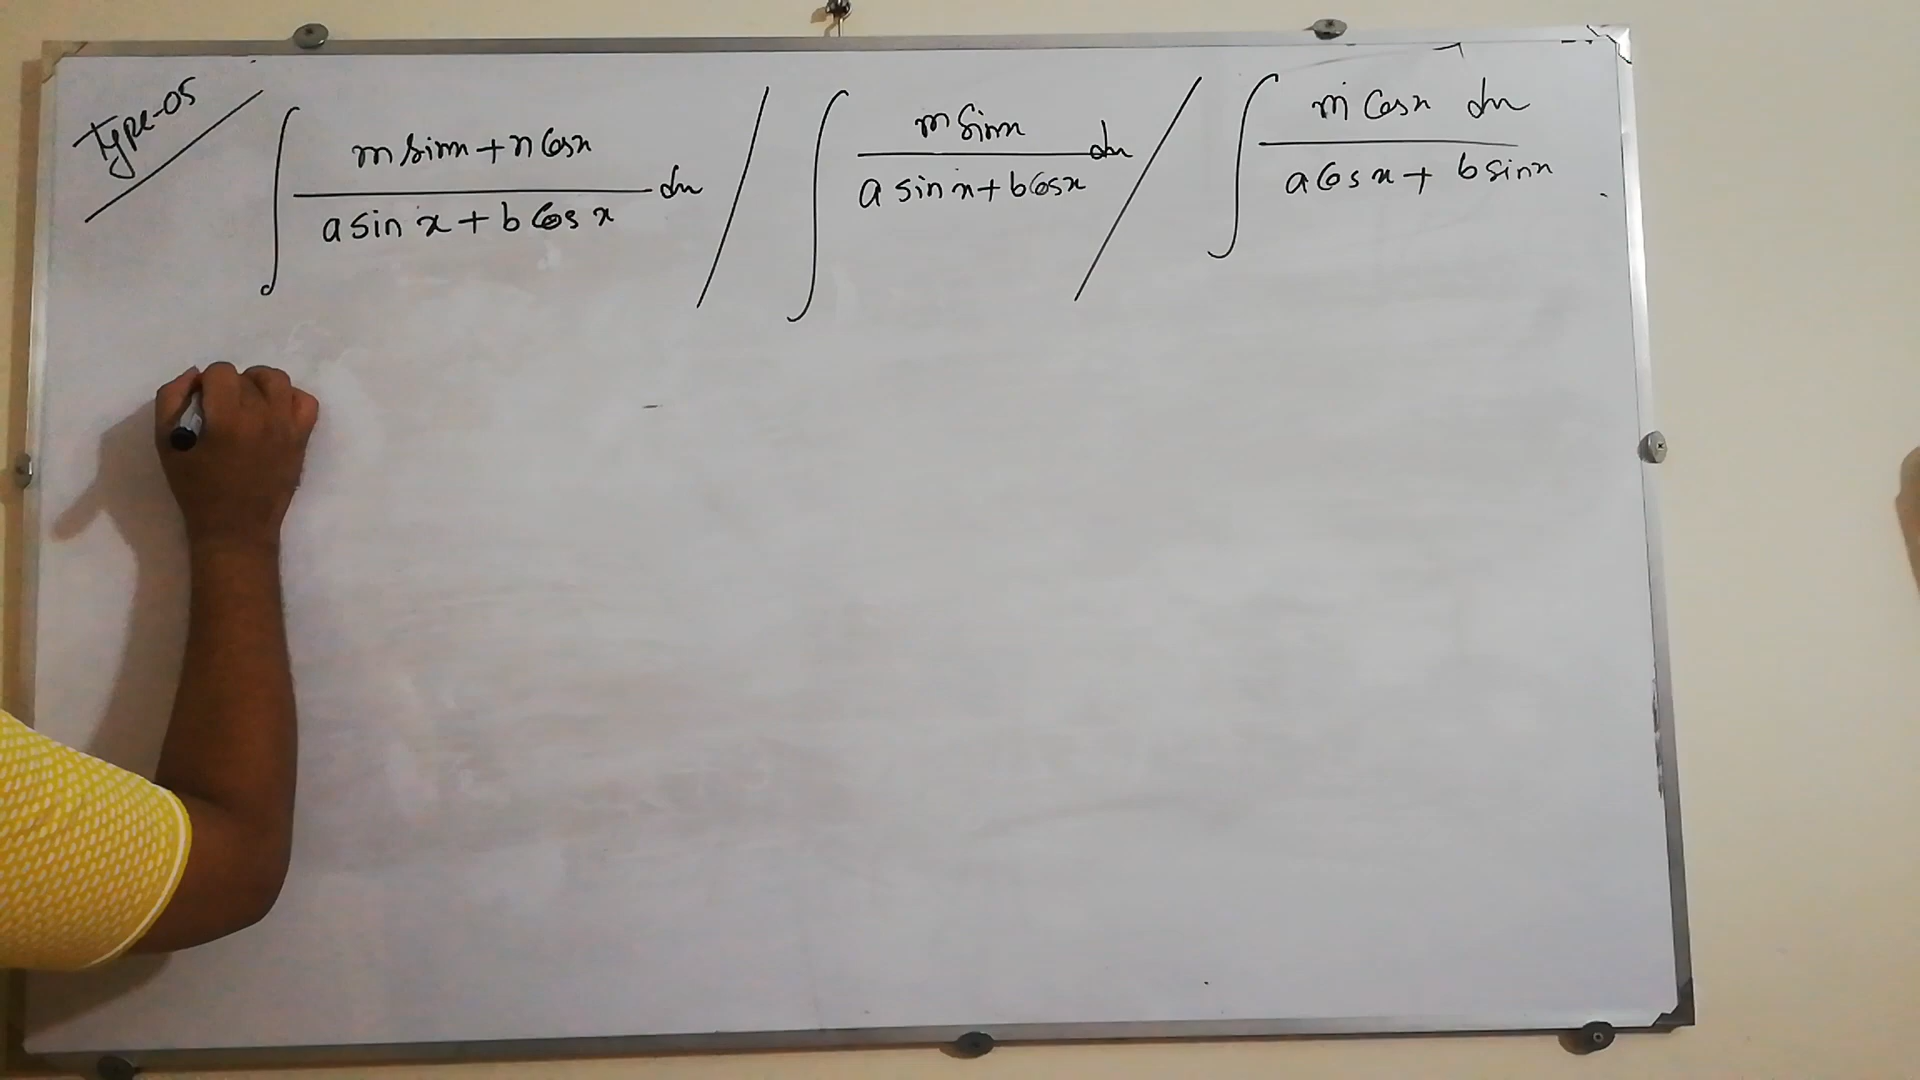 Type-05
∫ (m sinx + n Cosx)/(a sin x + b Cos x) dx / ∫ (m Sinx)/(a sin x + b Cosx) dx / ∫ (m Cosx dx)/(a Cos x + b sinx)